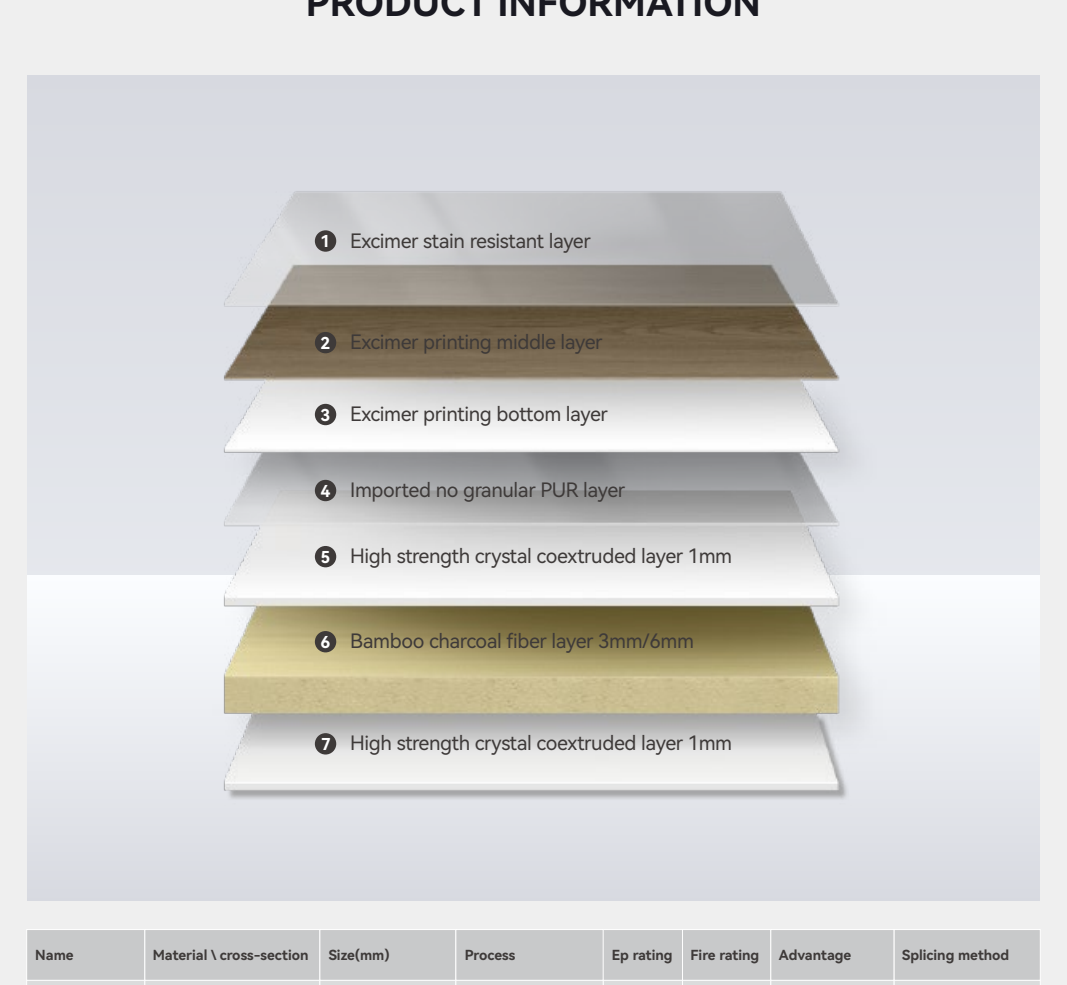 PRODUCT INFORMATION
1 Excimer stain resistant layer
2 Excimer printing middle layer
3 Excimer printing bottom layer
4 Imported no granular PUR layer
5 High strength crystal coextruded layer 1mm
6 Bamboo charcoal fiber layer 3mm/6mm
7 High strength crystal coextruded layer 1mm
Name Material \ cross-section Size(mm) Process Ep rating Fire rating Advantage Splicing method